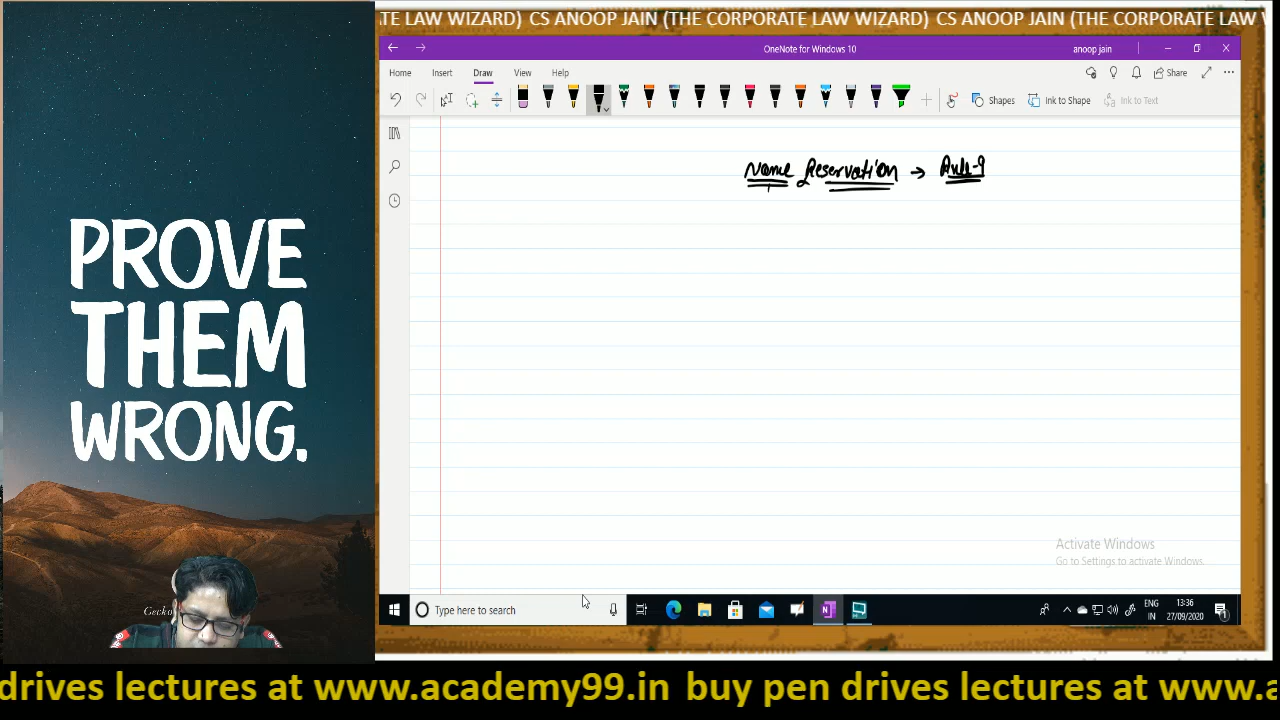 ATE LAW WIZARD) CS ANOOP JAIN (THE CORPORATE LAW WIZARD) CS ANOOP JAIN (THE CORPORATE LAW W
OneNote for Windows 10
anoop jain
Home Insert Draw View Help
Share
Shapes
Ink to Shape
Ink to Text
Name Reservation → Rule-9
PROVE
THEM
WRONG.
Activate Windows
Go to Settings to activate Windows.
Type here to search
ENG
IN
13:36
27/09/2020
1
drives lectures at www.academy99.in buy pen drives lectures at www.a